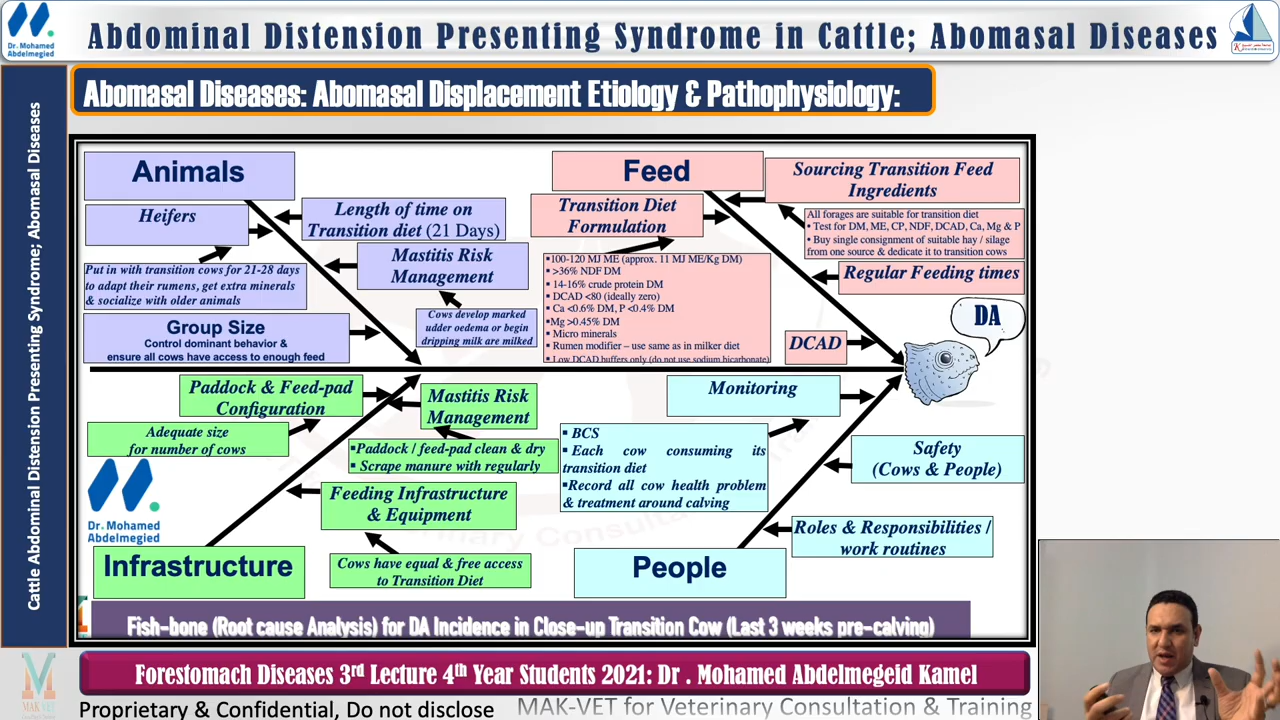 Dr. Mohamed
Abdelmegied
Abdominal Distension Presenting Syndrome in Cattle; Abomasal Diseases
Cattle Abdominal Distension Presenting Syndrome; Abomasal Diseases
Abomasal Diseases: Abomasal Displacement Etiology & Pathophysiology:
Animals
Heifers
Length of time on
Transition diet (21 Days)
Mastitis Risk
Management
Put in with transition cows for 21-28 days
to adapt their rumens, get extra minerals
& socialize with older animals
Cows develop marked
udder oedema or begin
dripping milk are milked
Group Size
Control dominant behavior &
ensure all cows have access to enough feed
Feed
Sourcing Transition Feed
Ingredients
Transition Diet
Formulation
All forages are suitable for transition diet
• Test for DM, ME, CP, NDF, DCAD, Ca, Mg & P
• Buy single consignment of suitable hay / silage
from one source & dedicate it to transition cows
▪100-120 MJ ME (approx. 11 MJ ME/Kg DM)
▪>36% NDF DM
▪ 14-16% crude protein DM
▪ DCAD <80 (ideally zero)
▪ Ca <0.6% DM, P <0.4% DM
▪Mg >0.45% DM
▪ Micro minerals
▪ Rumen modifier – use same as in milker diet
▪ Low DCAD buffers only (do not use sodium bicarbonate)
Regular Feeding times
DCAD
DA
Paddock & Feed-pad
Configuration
Mastitis Risk
Management
Adequate size
for number of cows
▪Paddock / feed-pad clean & dry
▪ Scrape manure with regularly
Feeding Infrastructure
& Equipment
Cows have equal & free access
to Transition Diet
Dr. Mohamed
Abdelmegied
Infrastructure
Monitoring
▪ BCS
▪ Each cow consuming its
transition diet
▪Record all cow health problem
& treatment around calving
Safety
(Cows & People)
Roles & Responsibilities /
work routines
People
Fish-bone (Root cause Analysis) for DA Incidence in Close-up Transition Cow (Last 3 weeks pre-calving)
Forestomach Diseases 3rd Lecture 4th Year Students 2021: Dr . Mohamed Abdelmegeid Kamel
MAK-VET
Proprietary & Confidential, Do not disclose
MAK-VET for Veterinary Consultation & Training